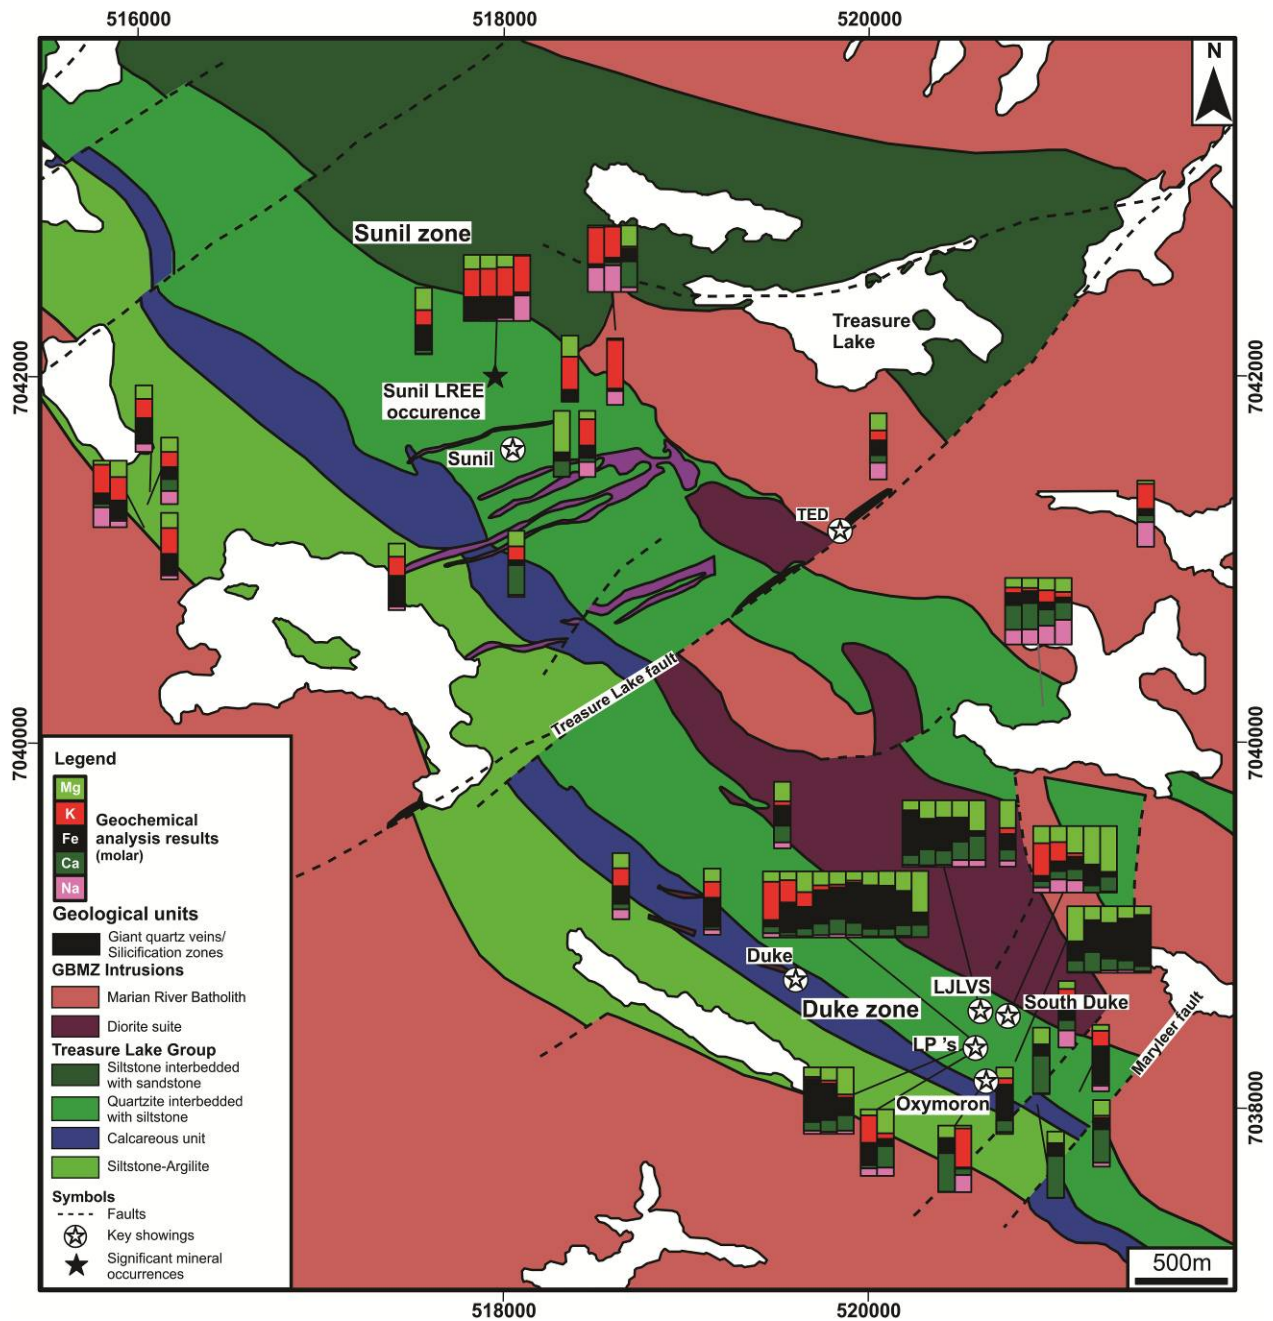 516000
518000
520000
N
Sunil zone
Treasure
Lake
7042000
7042000
Sunil LREE
occurence
Sunil
TED
Treasure Lake fault
7040000
7040000
Legend
Mg
K
Fe
Ca
Na
Geochemical
analysis results
(molar)
Geological units
Giant quartz veins/
Silicification zones
GBMZ Intrusions
Marian River Batholith
Diorite suite
Treasure Lake Group
Siltstone interbedded
with sandstone
Quartzite interbedded
with siltstone
Calcareous unit
Siltstone-Argilite
Symbols
Faults
Key showings
Significant mineral
occurrences
Duke
Duke zone
LJLVS
South Duke
LP 's
Oxymoron
Maryleer fault
7038000
500m
518000
520000